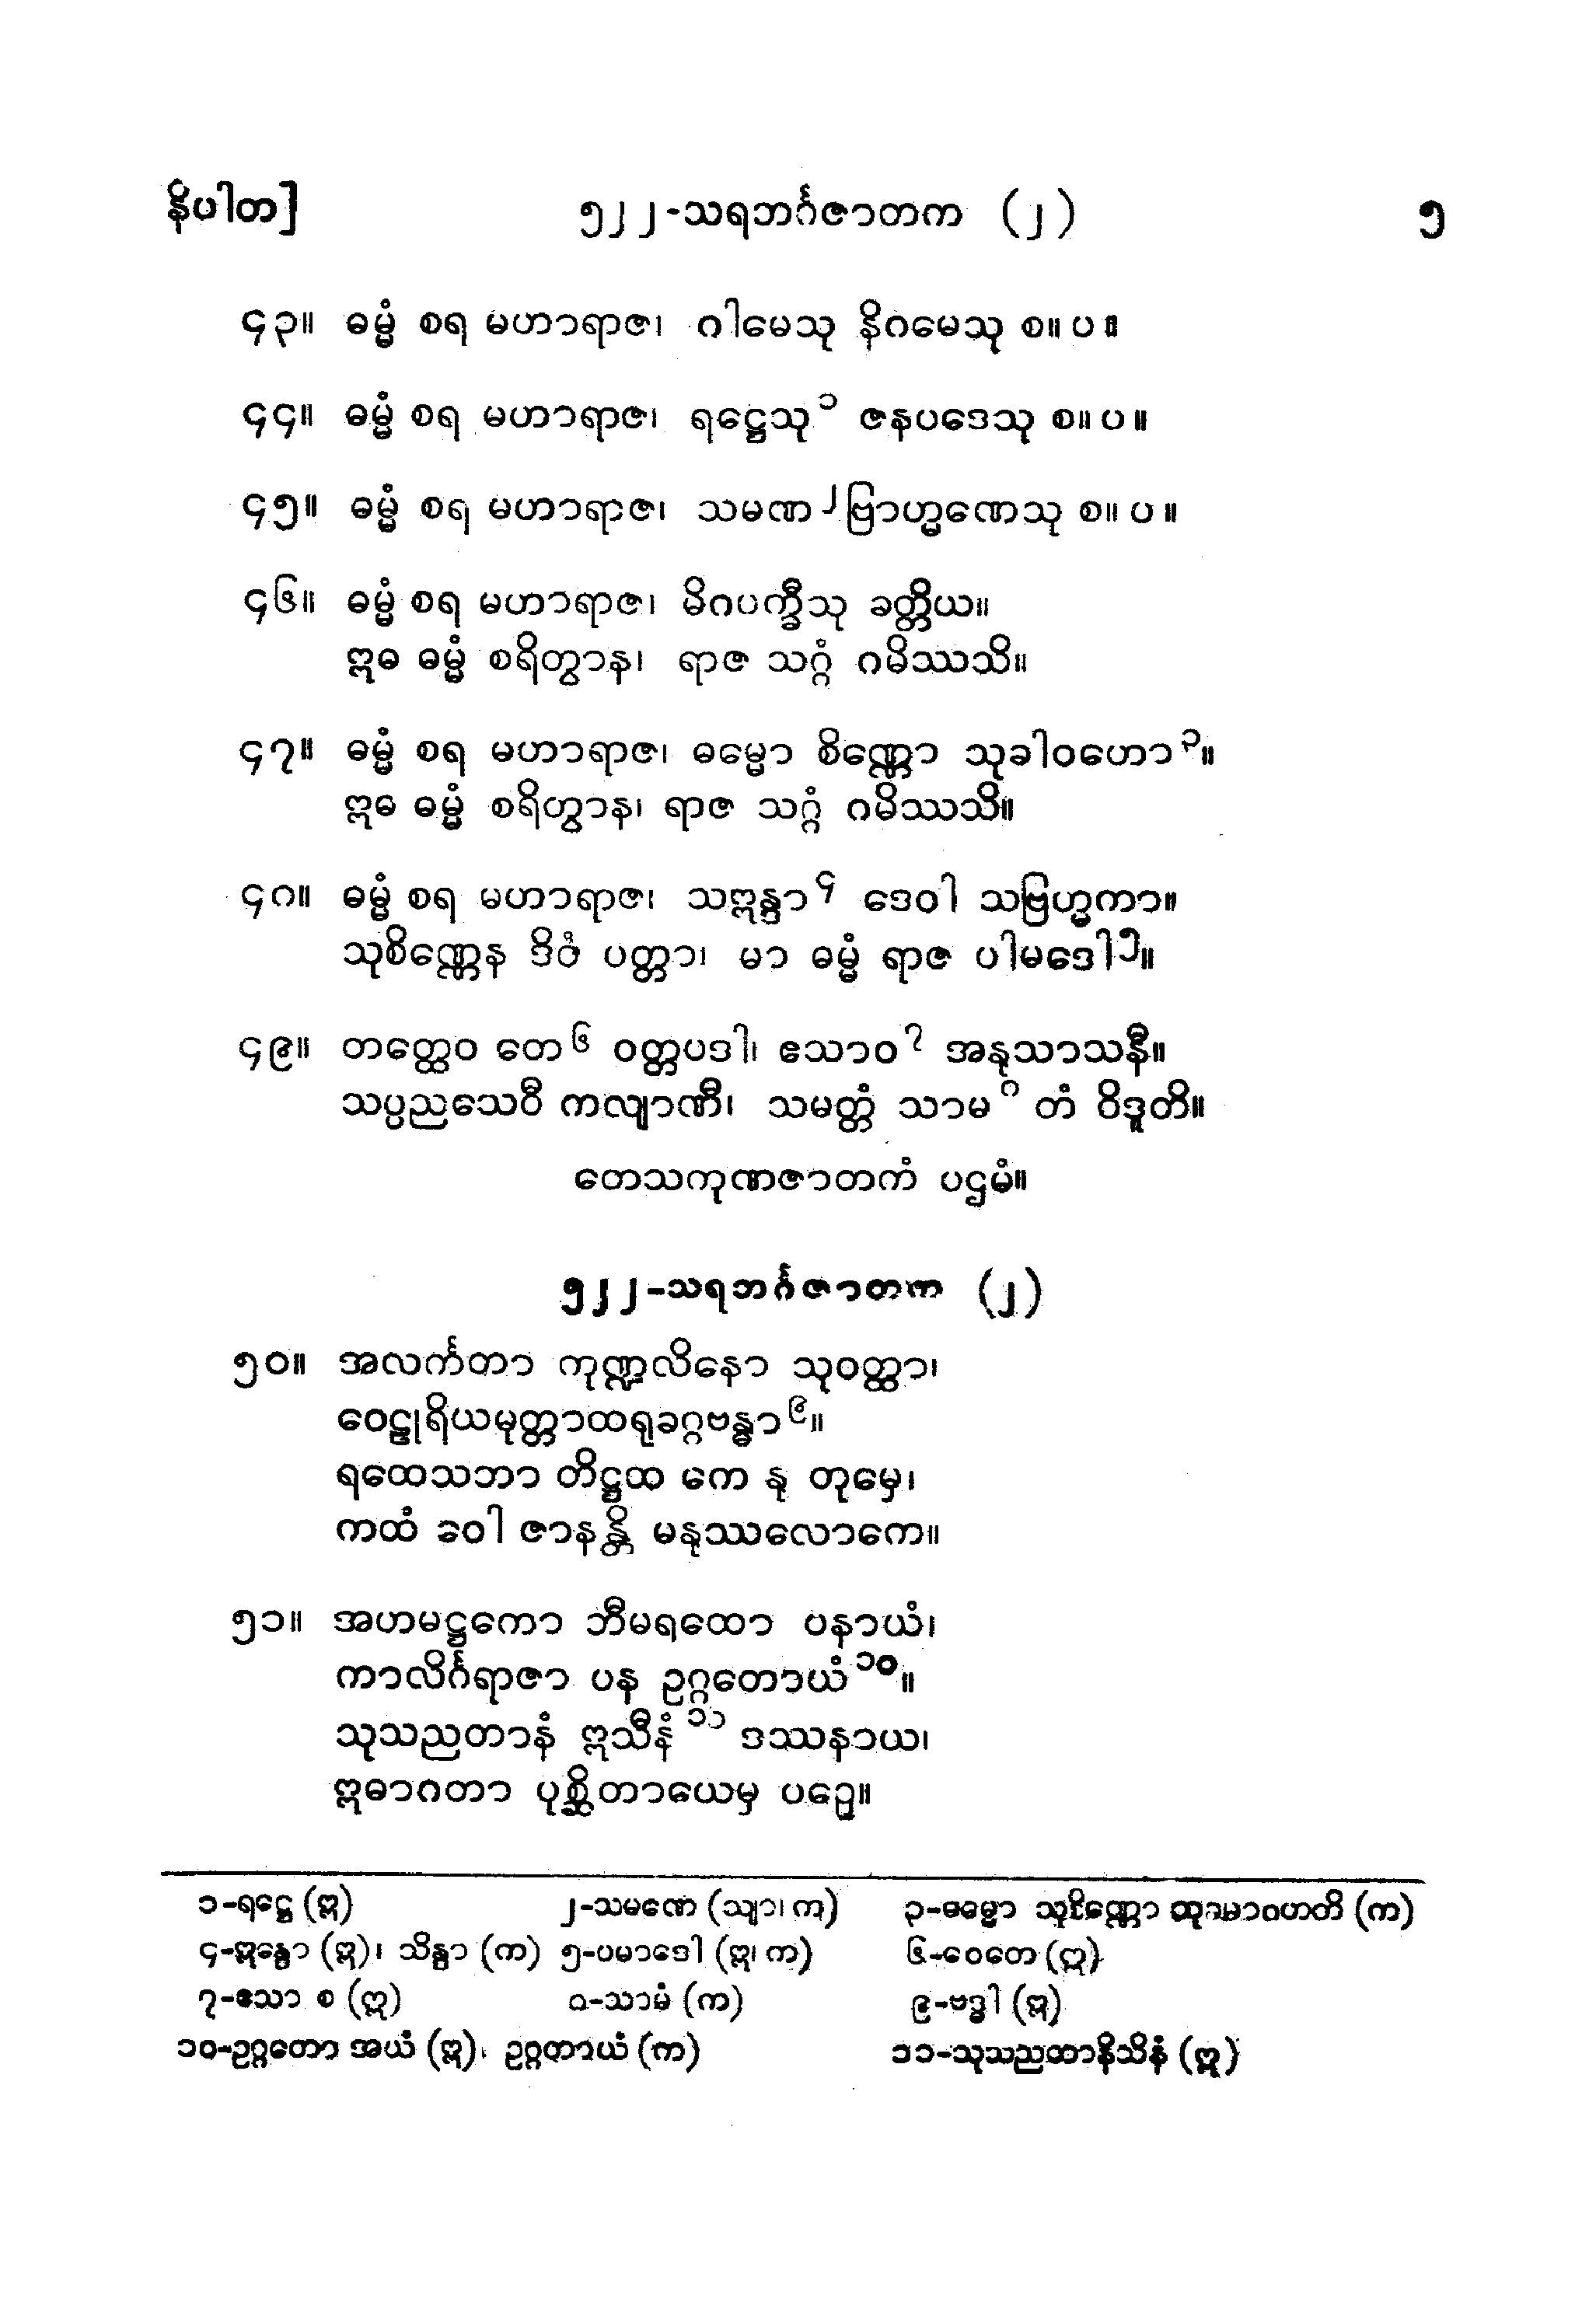 နိပါတ] ၅၂၂-သရဘင်္ဂဇာတက (၂) ၅
၄၃။ ဓမ္မံ စရ မဟာရာဇ၊ ဂါမေသု နိဂမေသု စ။ ပ။
၄၄။ ဓမ္မံ စရ မဟာရာဇ၊ ရဋ္ဌေသု၁ ဇနပဒေသု စ။ ပ။
၄၅။ ဓမ္မံ စရ မဟာရာဇ၊ သမဏ၂ဗြာဟ္မဏေသု စ။ ပ။
၄၆။ ဓမ္မံ စရ မဟာရာဇ၊ မိဂပက္ခီသု ခတ္တိယ။
ဣဓ ဓမ္မံ စရိတွာန၊ ရာဇ သဂ္ဂံ ဂမိဿသိ။
၄၇။ ဓမ္မံ စရ မဟာရာဇ၊ ဓမ္မော စိဏ္ဏော သုခါဝဟော၃။
ဣဓ ဓမ္မံ စရိတွာန၊ ရာဇ သဂ္ဂံ ဂမိဿသိ။
၄၈။ ဓမ္မံ စရ မဟာရာဇ၊ သဣန္ဒာ၄ ဒေဝါ သဗြဟ္မကာ။
သုစိဏ္ဏေန ဒိဝံ ပတ္တာ၊ မာ ဓမ္မံ ရာဇ ပါမဒေါ၅။
၄၉။ တတ္ထေဝ တေ၆ ဝတ္တပဒါ၊ ဧသာဝ၇ အနုသာသနီ။
သပ္ပညသေဝီ ကလျာဏီ၊ သမတ္တံ သာမ၈ တံ ဝိဒူတိ။
တေသကုဏဇာတကံ ပဌမံ။
၅၂၂-သရဘင်္ဂဇာတက (၂)
၅၀။ အလင်္ကတာ ကုဏ္ဍလိနော သုဝတ္ထာ၊
ဝေဠုရိယမုတ္တာထရုခဂ္ဂဗန္ဓာ၉။
ရထေသဘာ တိဋ္ဌထ ကေ နု တုမှေ၊
ကထံ ဝေါ ဇာနန္တိ မနုဿလောကေ။
၅၁။ အဟမဋ္ဌကော ဘီမရထော ပနာယံ၊
ကာလိင်္ဂရာဇာ ပန ဥဂ္ဂတောယံ၁၀။
သုသညတာနံ ဣသီနံ၁၁ ဒဿနာယ၊
ဣဓာဂတာ ပုစ္ဆိတာယေမှ ပဉှေ။
၁-ရဋ္ဌေ (ဣ) ၂-သမဏေ (သျာ၊ က) ၃-ဓမ္မော သုစိဏ္ဏော သုခမာဝဟတိ (က)
၄-ဣန္ဒော (ဣ)၊ သိန္ဒာ (က) ၅-ပမာဒေါ (ဣ၊ က) ၆-ဝေတေ (ဣ)
၇-ဧသာ စ (ဣ) ၈-သာမံ (က) ၉-ဗဒ္ဓါ (ဣ)
၁၀-ဥဂ္ဂတော အယံ (ဣ)၊ ဥဂ္ဂတာယံ (က) ၁၁-သုသညတာနိသိနံ (ဣ)